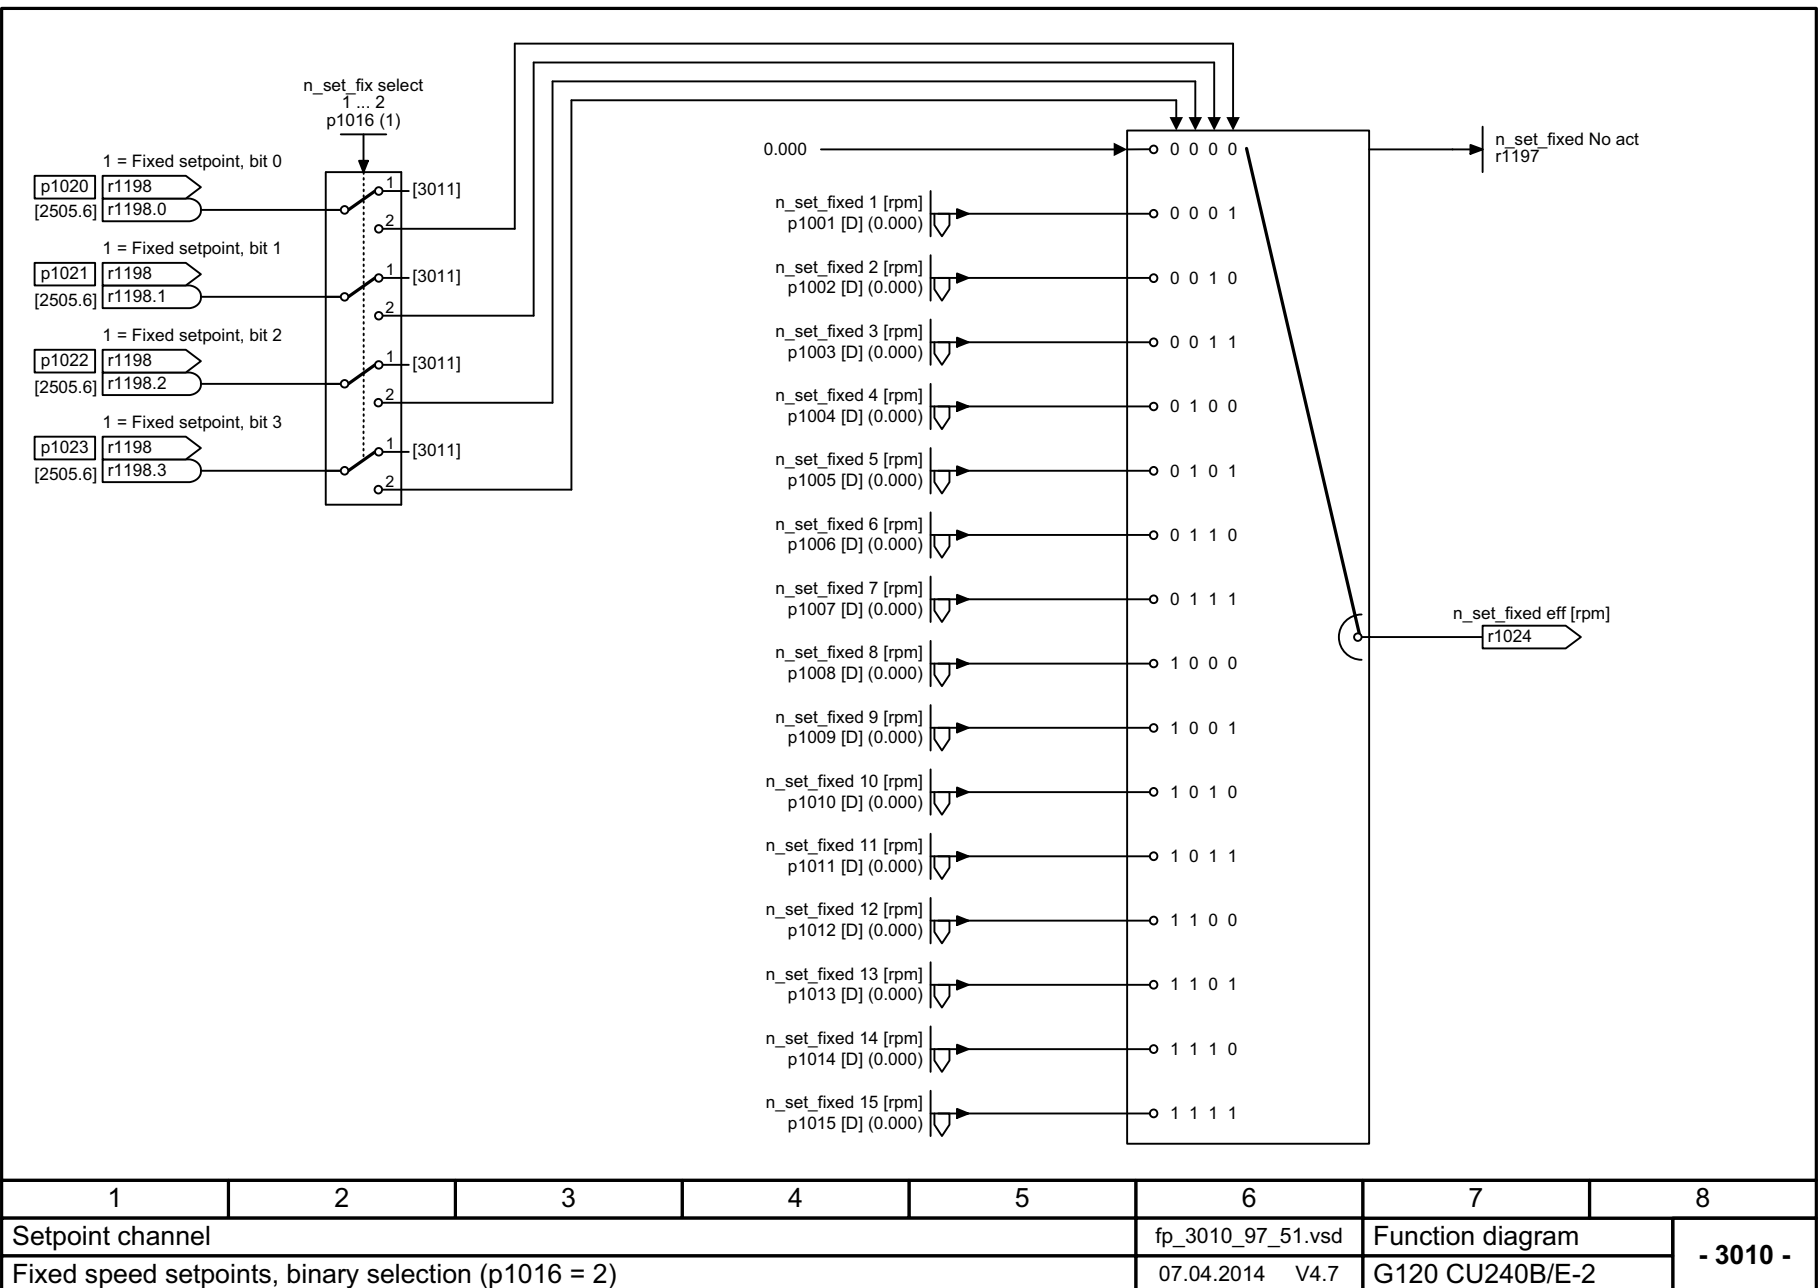 n_set_fix select
1 ... 2
p1016 (1)
1 = Fixed setpoint, bit 0
p1020 r1198
[2505.6] r1198.0
1 [3011]
2
1 = Fixed setpoint, bit 1
p1021 r1198
[2505.6] r1198.1
1 [3011]
2
1 = Fixed setpoint, bit 2
p1022 r1198
[2505.6] r1198.2
1 [3011]
2
1 = Fixed setpoint, bit 3
p1023 r1198
[2505.6] r1198.3
1 [3011]
2
0.000 0 0 0 0
n_set_fixed No act
r1197
n_set_fixed 1 [rpm]
p1001 [D] (0.000) 0 0 0 1
n_set_fixed 2 [rpm]
p1002 [D] (0.000) 0 0 1 0
n_set_fixed 3 [rpm]
p1003 [D] (0.000) 0 0 1 1
n_set_fixed 4 [rpm]
p1004 [D] (0.000) 0 1 0 0
n_set_fixed 5 [rpm]
p1005 [D] (0.000) 0 1 0 1
n_set_fixed 6 [rpm]
p1006 [D] (0.000) 0 1 1 0
n_set_fixed 7 [rpm]
p1007 [D] (0.000) 0 1 1 1
n_set_fixed 8 [rpm]
p1008 [D] (0.000) 1 0 0 0
n_set_fixed 9 [rpm]
p1009 [D] (0.000) 1 0 0 1
n_set_fixed 10 [rpm]
p1010 [D] (0.000) 1 0 1 0
n_set_fixed 11 [rpm]
p1011 [D] (0.000) 1 0 1 1
n_set_fixed 12 [rpm]
p1012 [D] (0.000) 1 1 0 0
n_set_fixed 13 [rpm]
p1013 [D] (0.000) 1 1 0 1
n_set_fixed 14 [rpm]
p1014 [D] (0.000) 1 1 1 0
n_set_fixed 15 [rpm]
p1015 [D] (0.000) 1 1 1 1
n_set_fixed eff [rpm]
r1024
1 2 3 4 5 6 7 8
Setpoint channel fp_3010_97_51.vsd Function diagram
- 3010 -
Fixed speed setpoints, binary selection (p1016 = 2) 07.04.2014 V4.7 G120 CU240B/E-2